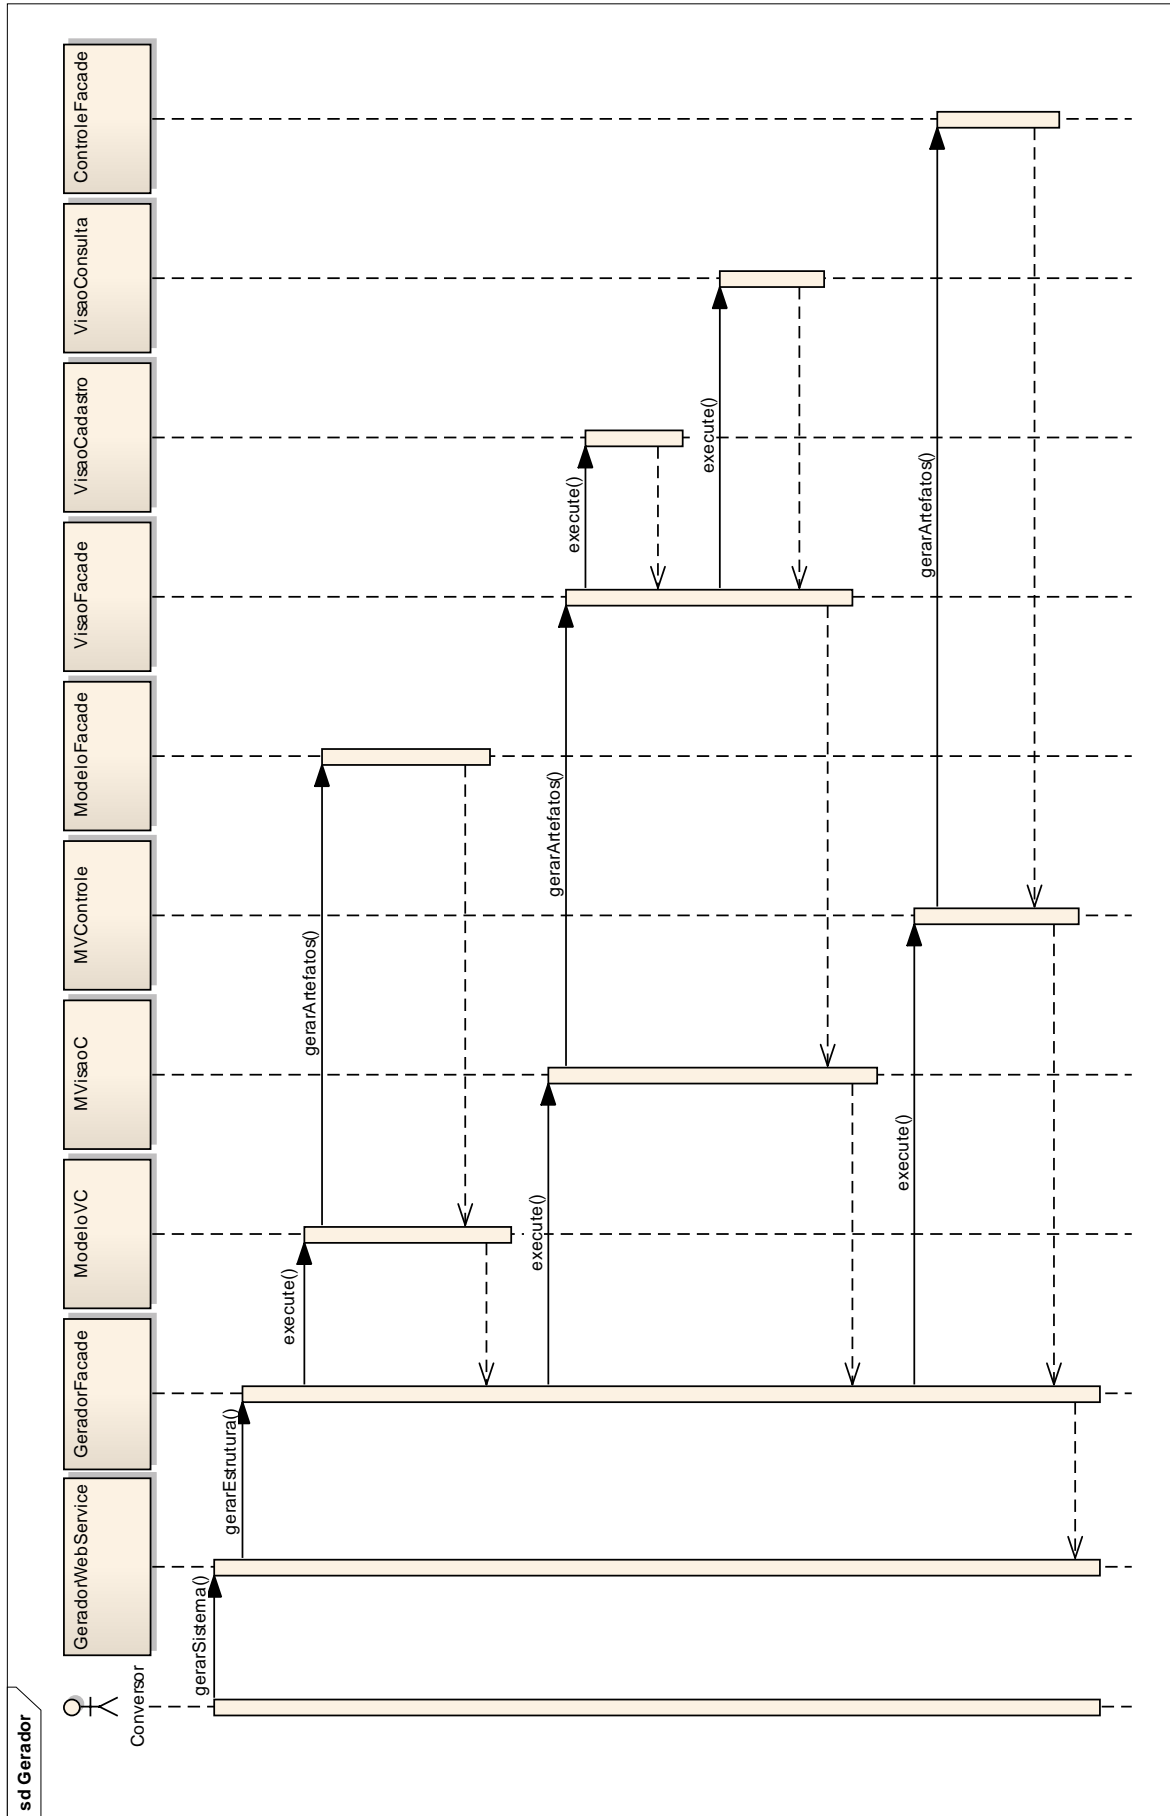 sd Gerador
Conversor
GeradorWebService
GeradorFacade
ModeloVC
MVisaoC
MVControle
ModeloFacade
VisaoFacade
VisaoCadastro
VisaoConsulta
ControleFacade
gerarSistema()
gerarEstrutura()
execute()
gerarArtefatos()
execute()
gerarArtefatos()
execute()
execute()
execute()
gerarArtefatos()